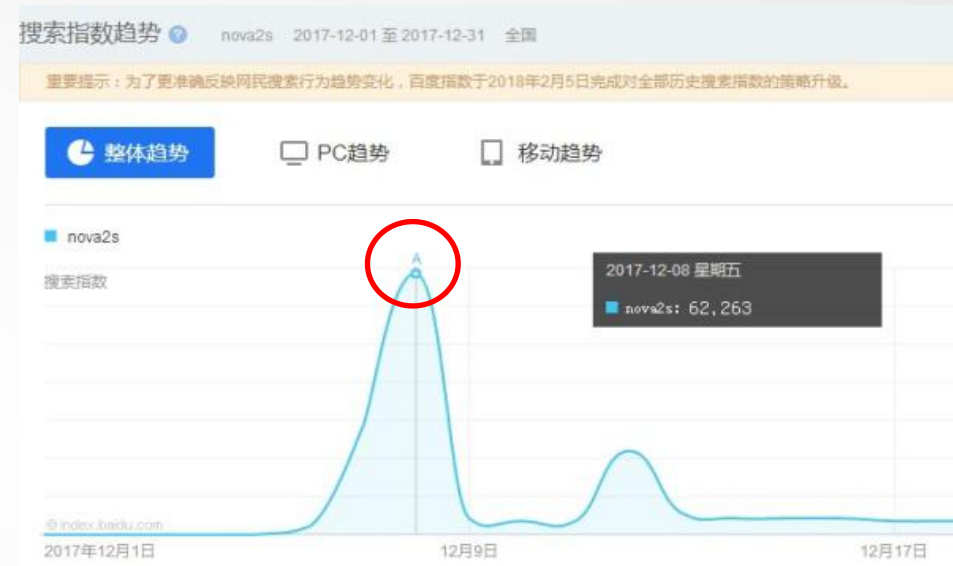 搜索指数趋势 ? nova2s 2017-12-01 至 2017-12-31 全国
重要提示：为了更准确反映网民搜索行为趋势变化，百度指数于2018年2月5日完成对全部历史搜索指数的策略升级。
整体趋势 PC趋势 移动趋势
nova2s
搜索指数
A
2017-12-08 星期五
nova2s: 62,263
© index.baidu.com
2017年12月1日 12月9日 12月17日